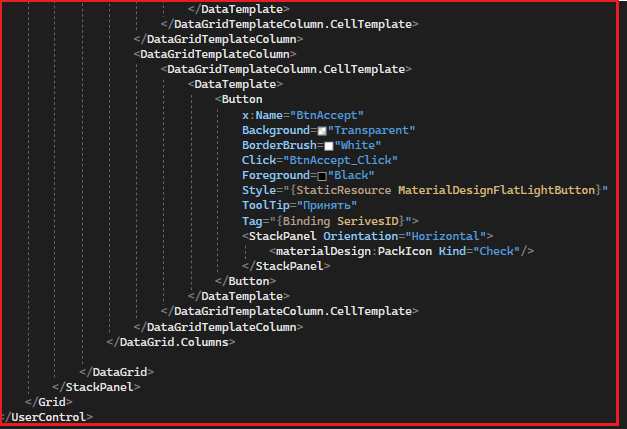 </DataTemplate>
</DataGridTemplateColumn.CellTemplate>
</DataGridTemplateColumn>
<DataGridTemplateColumn>
<DataGridTemplateColumn.CellTemplate>
<DataTemplate>
<Button
x:Name="BtnAccept"
Background="Transparent"
BorderBrush="White"
Click="BtnAccept_Click"
Foreground="Black"
Style="{StaticResource MaterialDesignFlatLightButton}"
ToolTip="Принять"
Tag="{Binding SerivesID}">
<StackPanel Orientation="Horizontal">
<materialDesign:PackIcon Kind="Check"/>
</StackPanel>
</Button>
</DataTemplate>
</DataGridTemplateColumn.CellTemplate>
</DataGridTemplateColumn>
</DataGrid.Columns>
</DataGrid>
</StackPanel>
</Grid>
</UserControl>